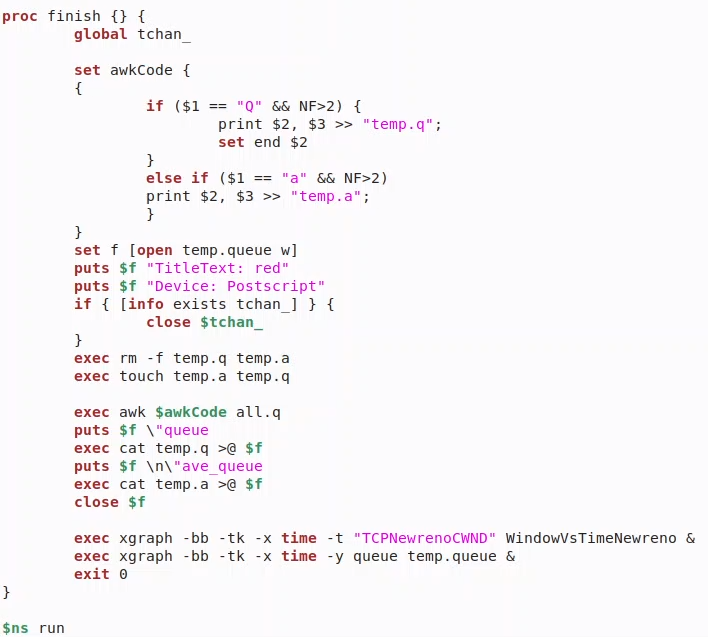 proc finish {} {
        global tchan_

        set awkCode {
        {
                if ($1 == "Q" && NF>2) {
                        print $2, $3 >> "temp.q";
                        set end $2
                }
                else if ($1 == "a" && NF>2)
                print $2, $3 >> "temp.a";
                }
        }
        set f [open temp.queue w]
        puts $f "TitleText: red"
        puts $f "Device: Postscript"
        if { [info exists tchan_] } {
                close $tchan_
        }
        exec rm -f temp.q temp.a
        exec touch temp.a temp.q

        exec awk $awkCode all.q
        puts $f \"queue
        exec cat temp.q >@ $f
        puts $f \n\"ave_queue
        exec cat temp.a >@ $f
        close $f

        exec xgraph -bb -tk -x time -t "TCPNewrenoCWND" WindowVsTimeNewreno &
        exec xgraph -bb -tk -x time -y queue temp.queue &
        exit 0
}

$ns run